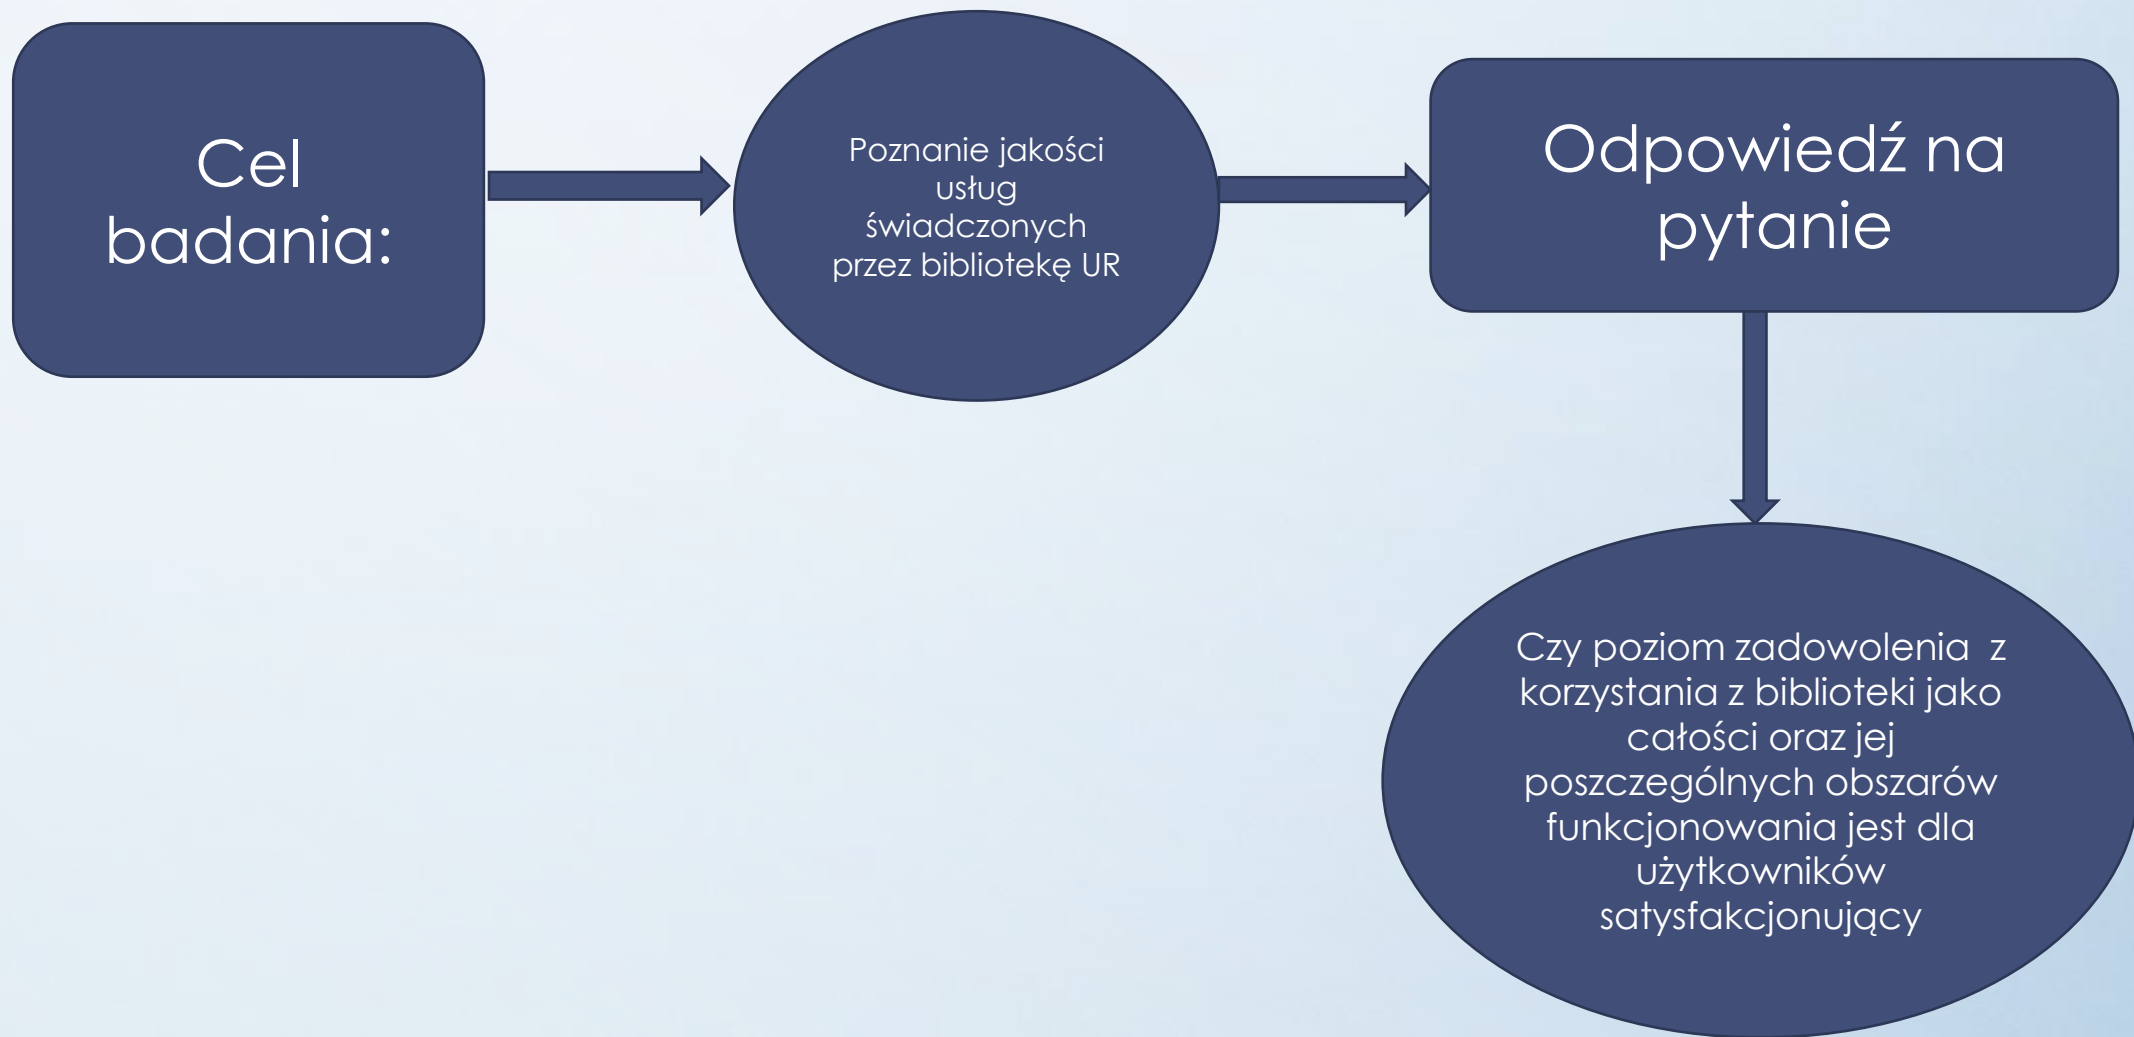 Cel
badania:
Poznanie jakości
usług
świadczonych
przez bibliotekę UR
Odpowiedź na
pytanie
Czy poziom zadowolenia  z
korzystania z biblioteki jako
całości oraz jej
poszczególnych obszarów
funkcjonowania jest dla
użytkowników
satysfakcjonujący